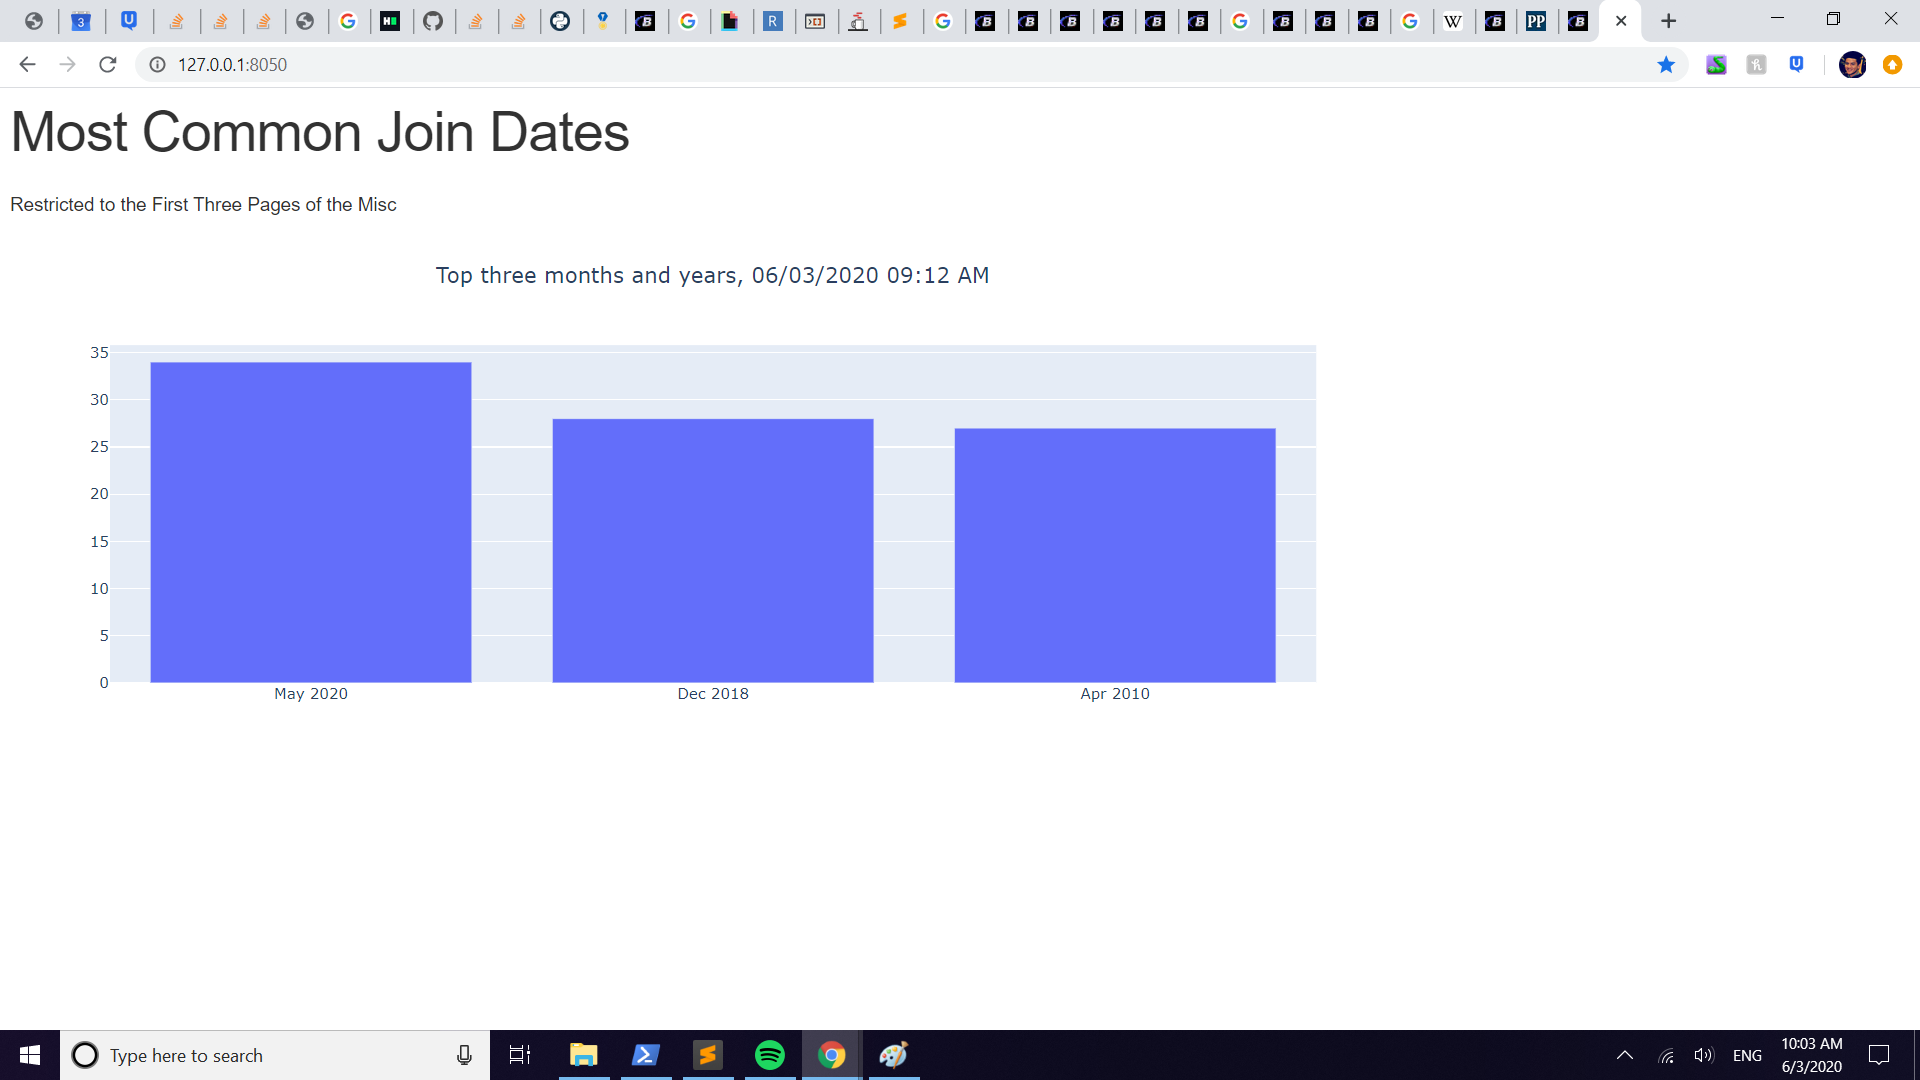 3
H
R
W
PP
127.0.0.1:8050
Most Common Join Dates
Restricted to the First Three Pages of the Misc
Top three months and years, 06/03/2020 09:12 AM
35
30
25
20
15
10
5
0
May 2020
Dec 2018
Apr 2010
Type here to search
ENG
10:03 AM
6/3/2020